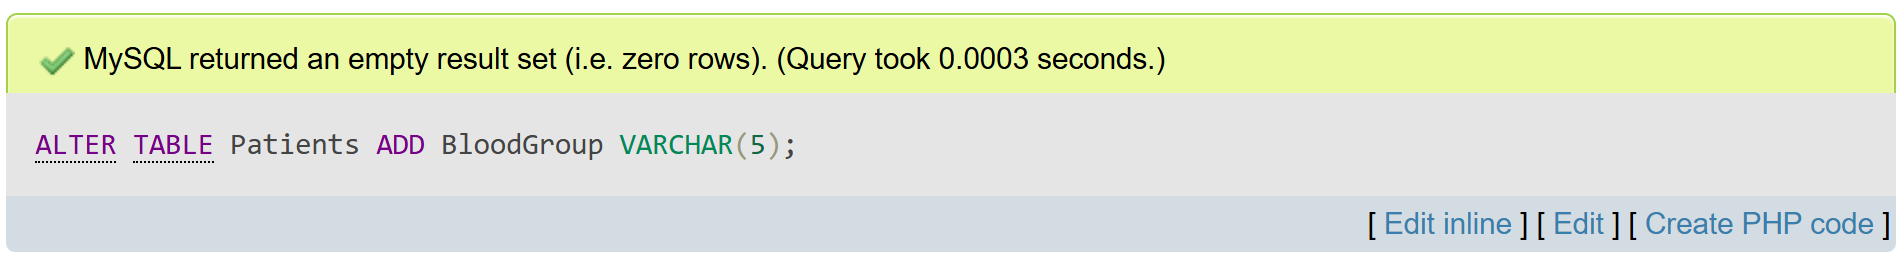 MySQL returned an empty result set (i.e. zero rows). (Query took 0.0003 seconds.)
ALTER TABLE Patients ADD BloodGroup VARCHAR(5);
[ Edit inline ] [ Edit ] [ Create PHP code ]